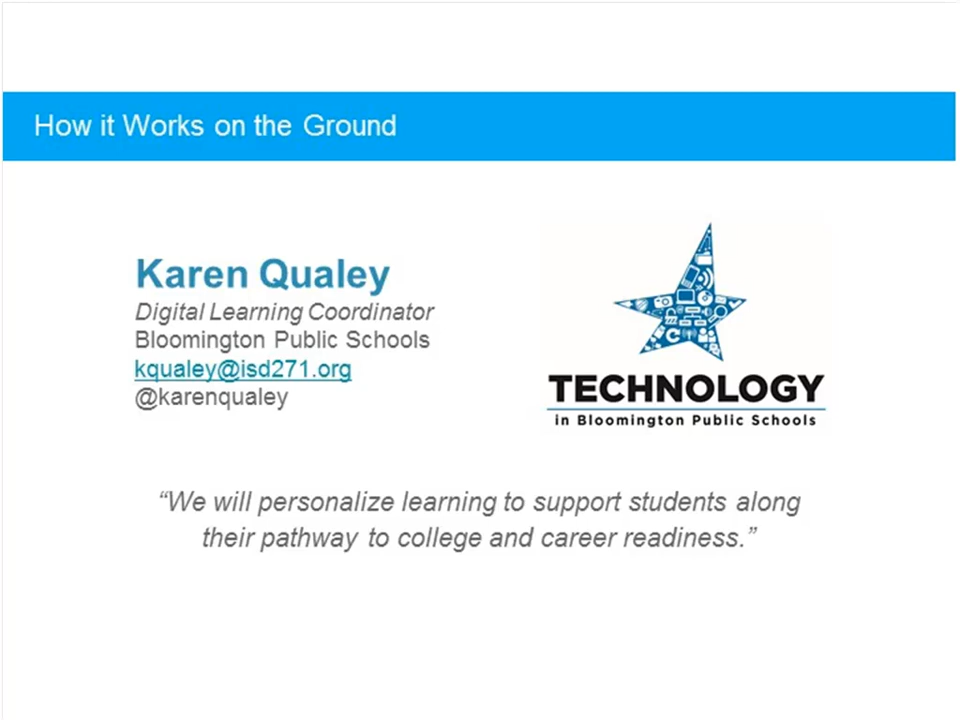 How it Works on the Ground
Karen Qualey
Digital Learning Coordinator
Bloomington Public Schools
kqualey@isd271.org
@karenqualey
TECHNOLOGY
in Bloomington Public Schools
“We will personalize learning to support students along
their pathway to college and career readiness.”